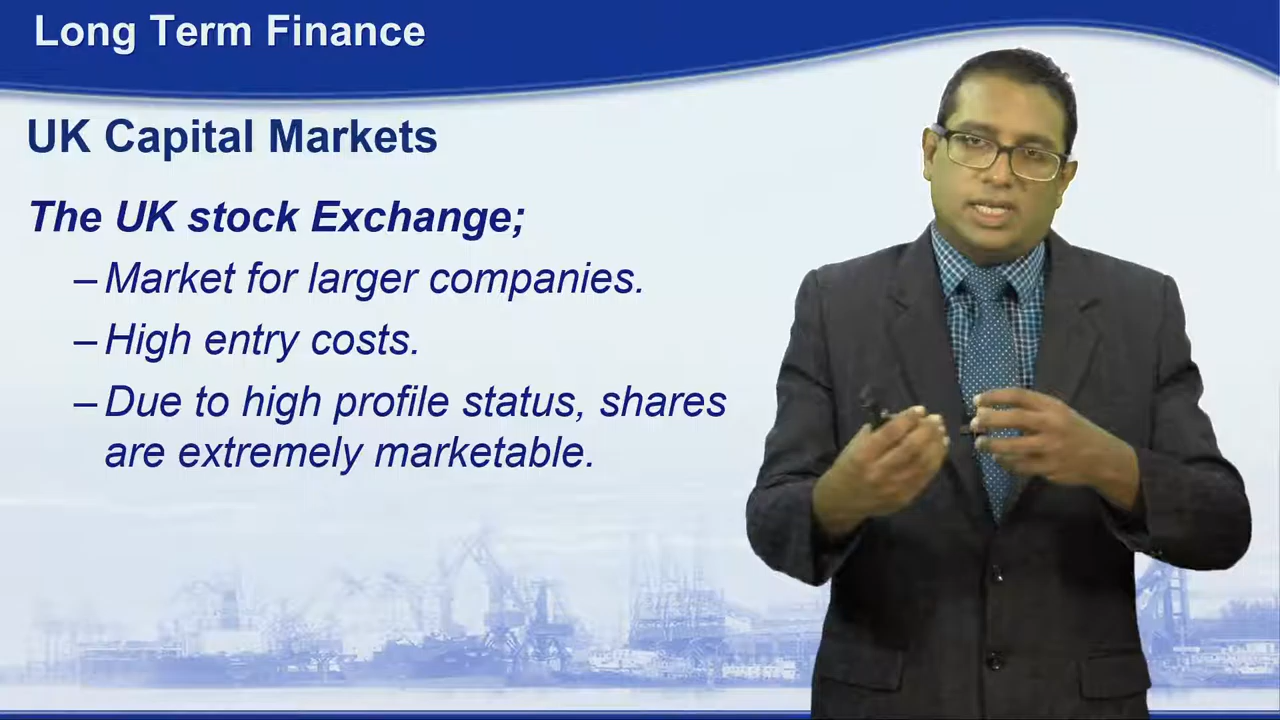 Long Term Finance
UK Capital Markets
The UK stock Exchange;
– Market for larger companies.
– High entry costs.
– Due to high profile status, shares
are extremely marketable.